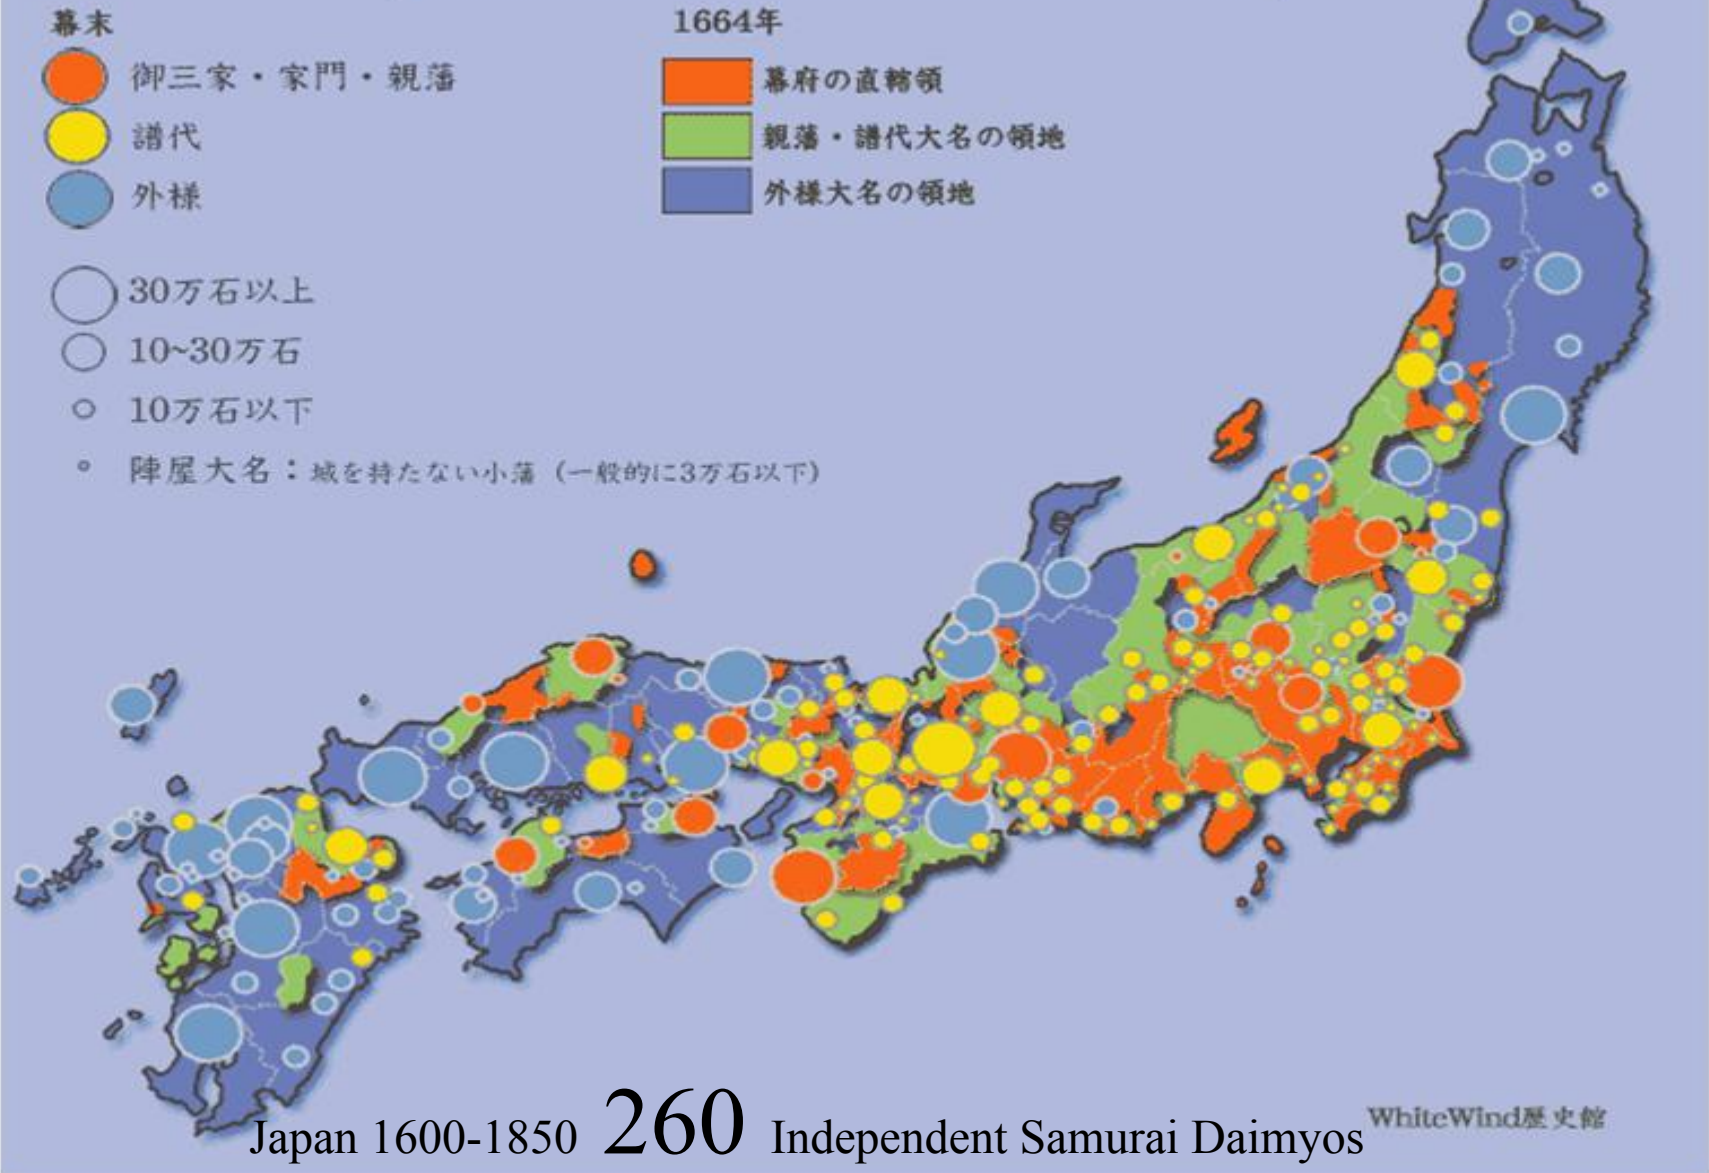 幕末
御三家・家門・親藩
譜代
外様
30万石以上
10~30万石
10万石以下
陣屋大名：城を持たない小藩（一般的に3万石以下）
1664年
幕府の直轄領
親藩・譜代大名の領地
外様大名の領地
Japan 1600-1850 260 Independent Samurai Daimyos
WhiteWind歴史館